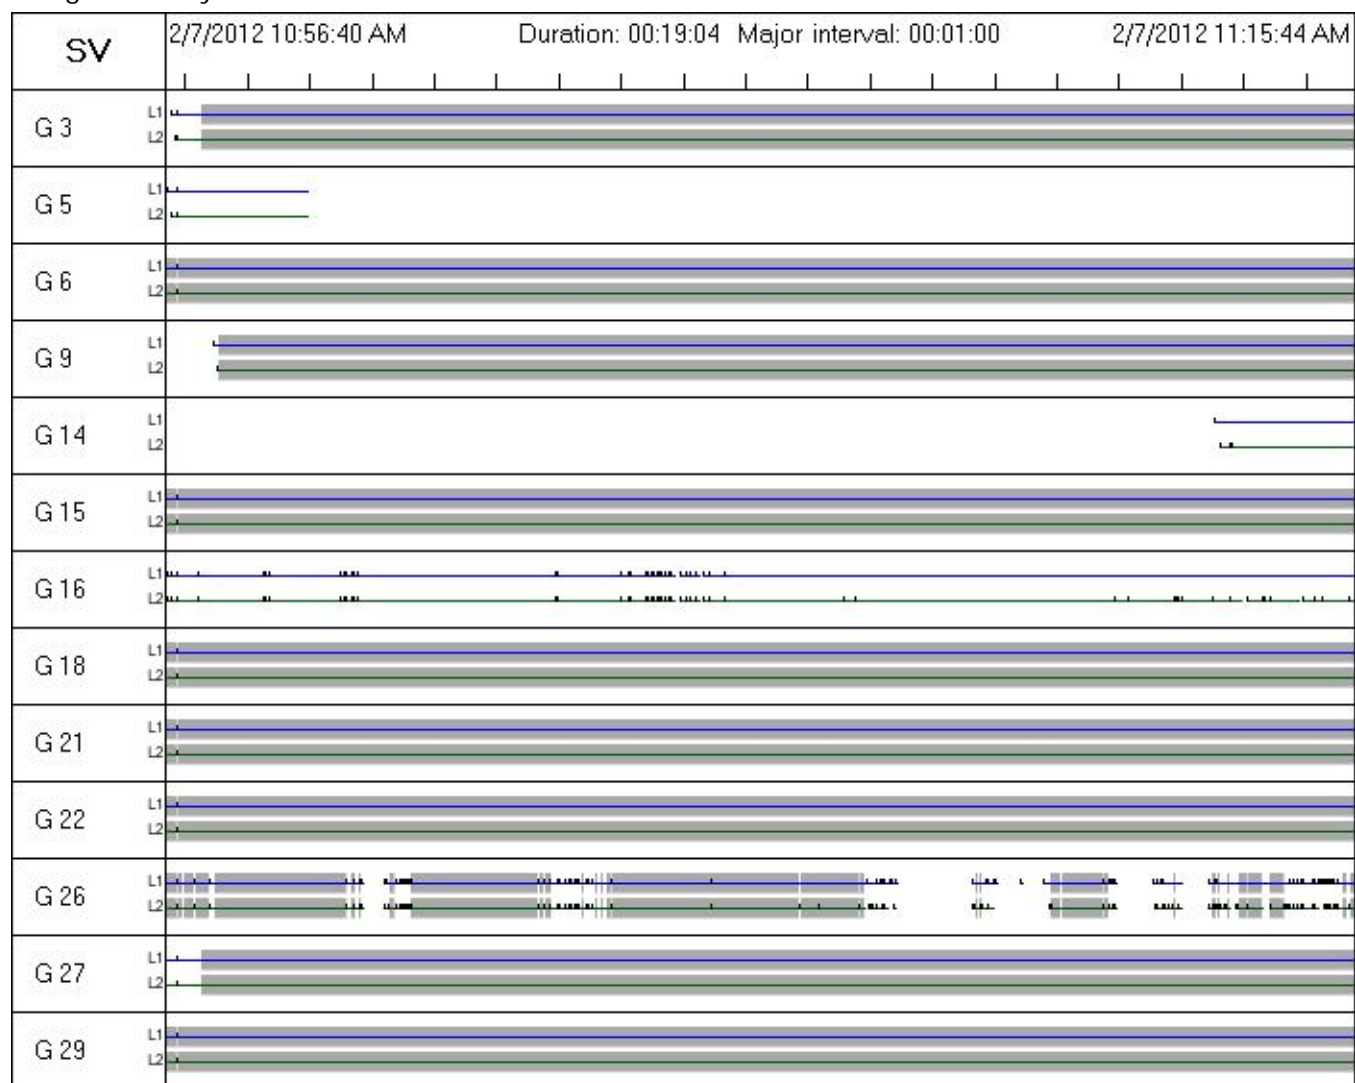 SV 2/7/2012 10:56:40 AM Duration: 00:19:04 Major interval: 00:01:00 2/7/2012 11:15:44 AM
G 3 L1
L2
G 5 L1
L2
G 6 L1
L2
G 9 L1
L2
G 14 L1
L2
G 15 L1
L2
G 16 L1
L2
G 18 L1
L2
G 21 L1
L2
G 22 L1
L2
G 26 L1
L2
G 27 L1
L2
G 29 L1
L2